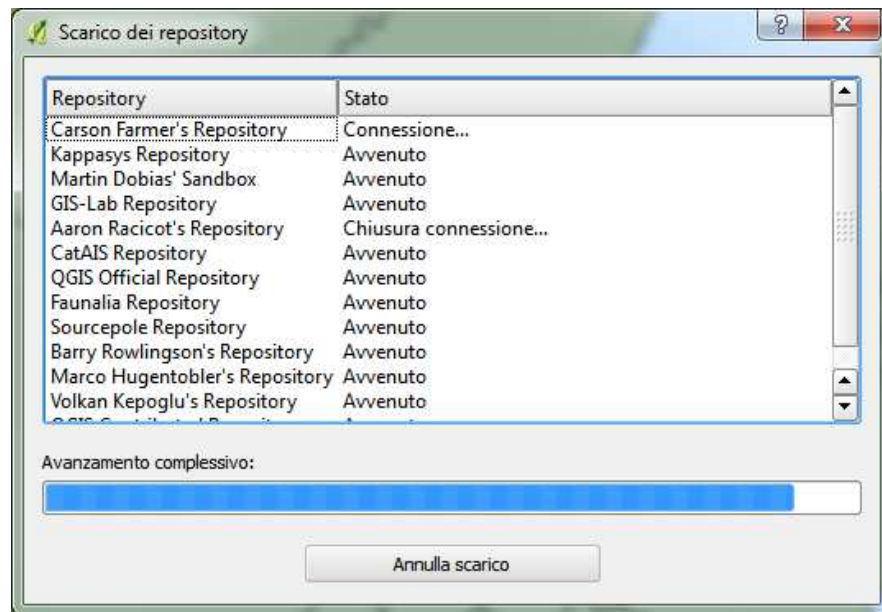 Scarico dei repository
Repository Stato
Carson Farmer's Repository Connessione...
Kappasys Repository Avvenuto
Martin Dobias' Sandbox Avvenuto
GIS-Lab Repository Avvenuto
Aaron Racicot's Repository Chiusura connessione...
CatAIS Repository Avvenuto
QGIS Official Repository Avvenuto
Faunalia Repository Avvenuto
Sourcepole Repository Avvenuto
Barry Rowlingson's Repository Avvenuto
Marco Hugentobler's Repository Avvenuto
Volkan Kepoglu's Repository Avvenuto
Avanzamento complessivo:
Annulla scarico